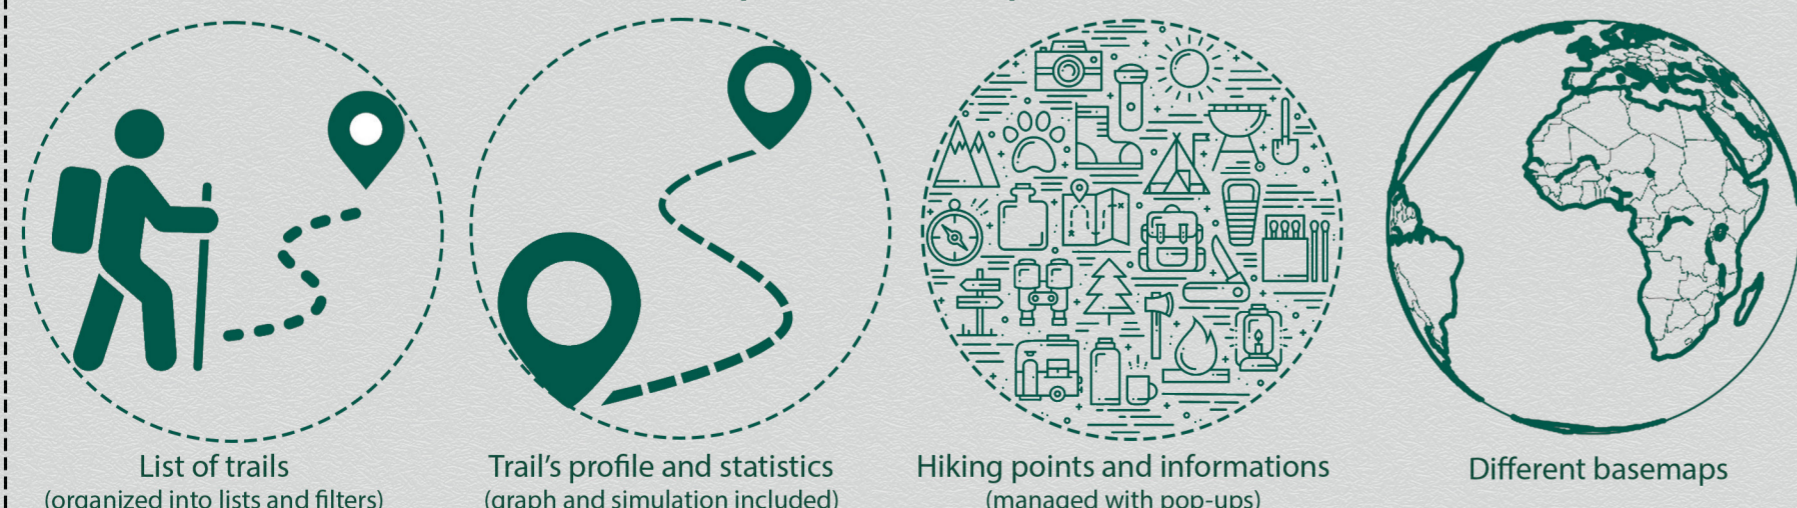 List of trails
(organized into lists and filters)
Trail's profile and statistics
(graph and simulation included)
Hiking points and informations
(managed with pop-ups)
Different basemaps